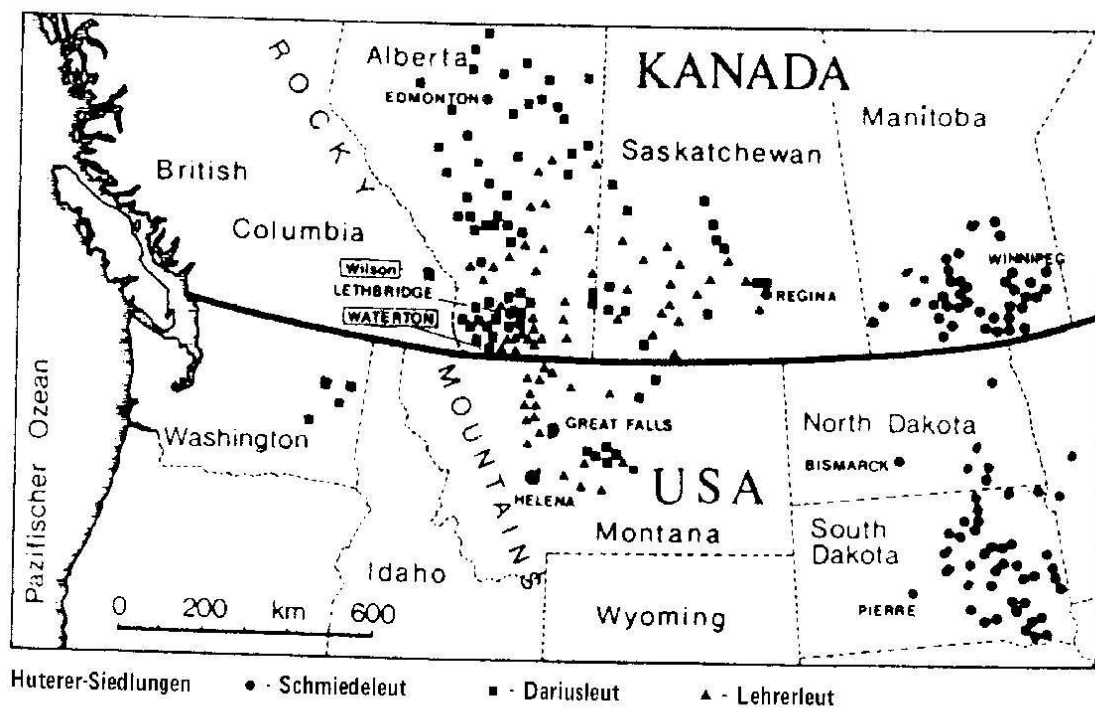 KANADA
Alberta
ROCKY
EDMONTON
Manitoba
Saskatchewan
British
Columbia
WINNIPEG
Wilson
LETHBRIDGE
WATERTON
REGINA
MOUNTAINS
GREAT FALLS
North Dakota
Washington
BISMARCK
USA
HELENA
Montana
South
Dakota
Pazifischer Ozean
Idaho
PIERRE
Wyoming
0 200 km 600
Huterer-Siedlungen ● - Schmiedeleut ■ - Dariusleut ▲ - Lehrerleut